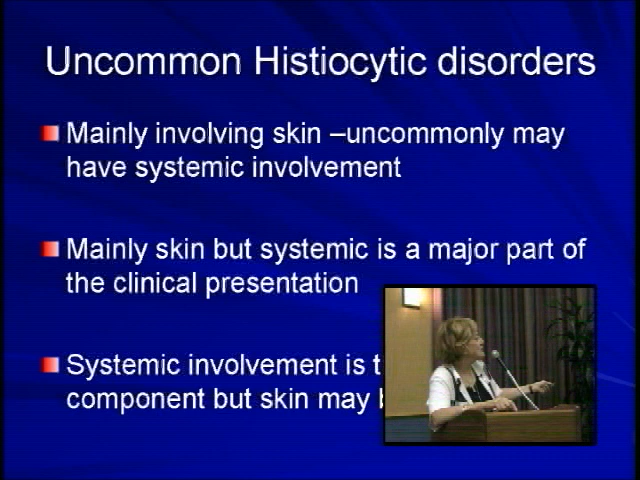 Uncommon Histiocytic disorders
Mainly involving skin –uncommonly may
have systemic involvement
Mainly skin but systemic is a major part of
the clinical presentation
Systemic involvement is
component but skin may